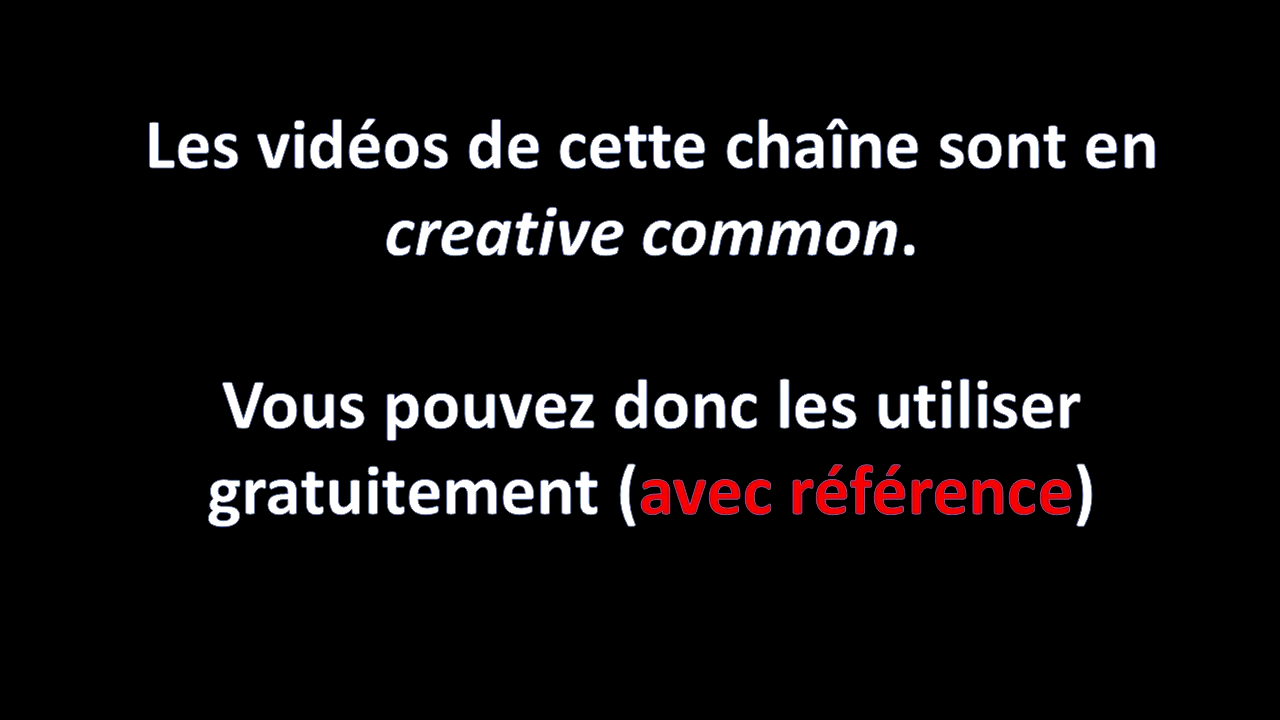 Les vidéos de cette chaîne sont en
creative common.
Vous pouvez donc les utiliser
gratuitement (avec référence)